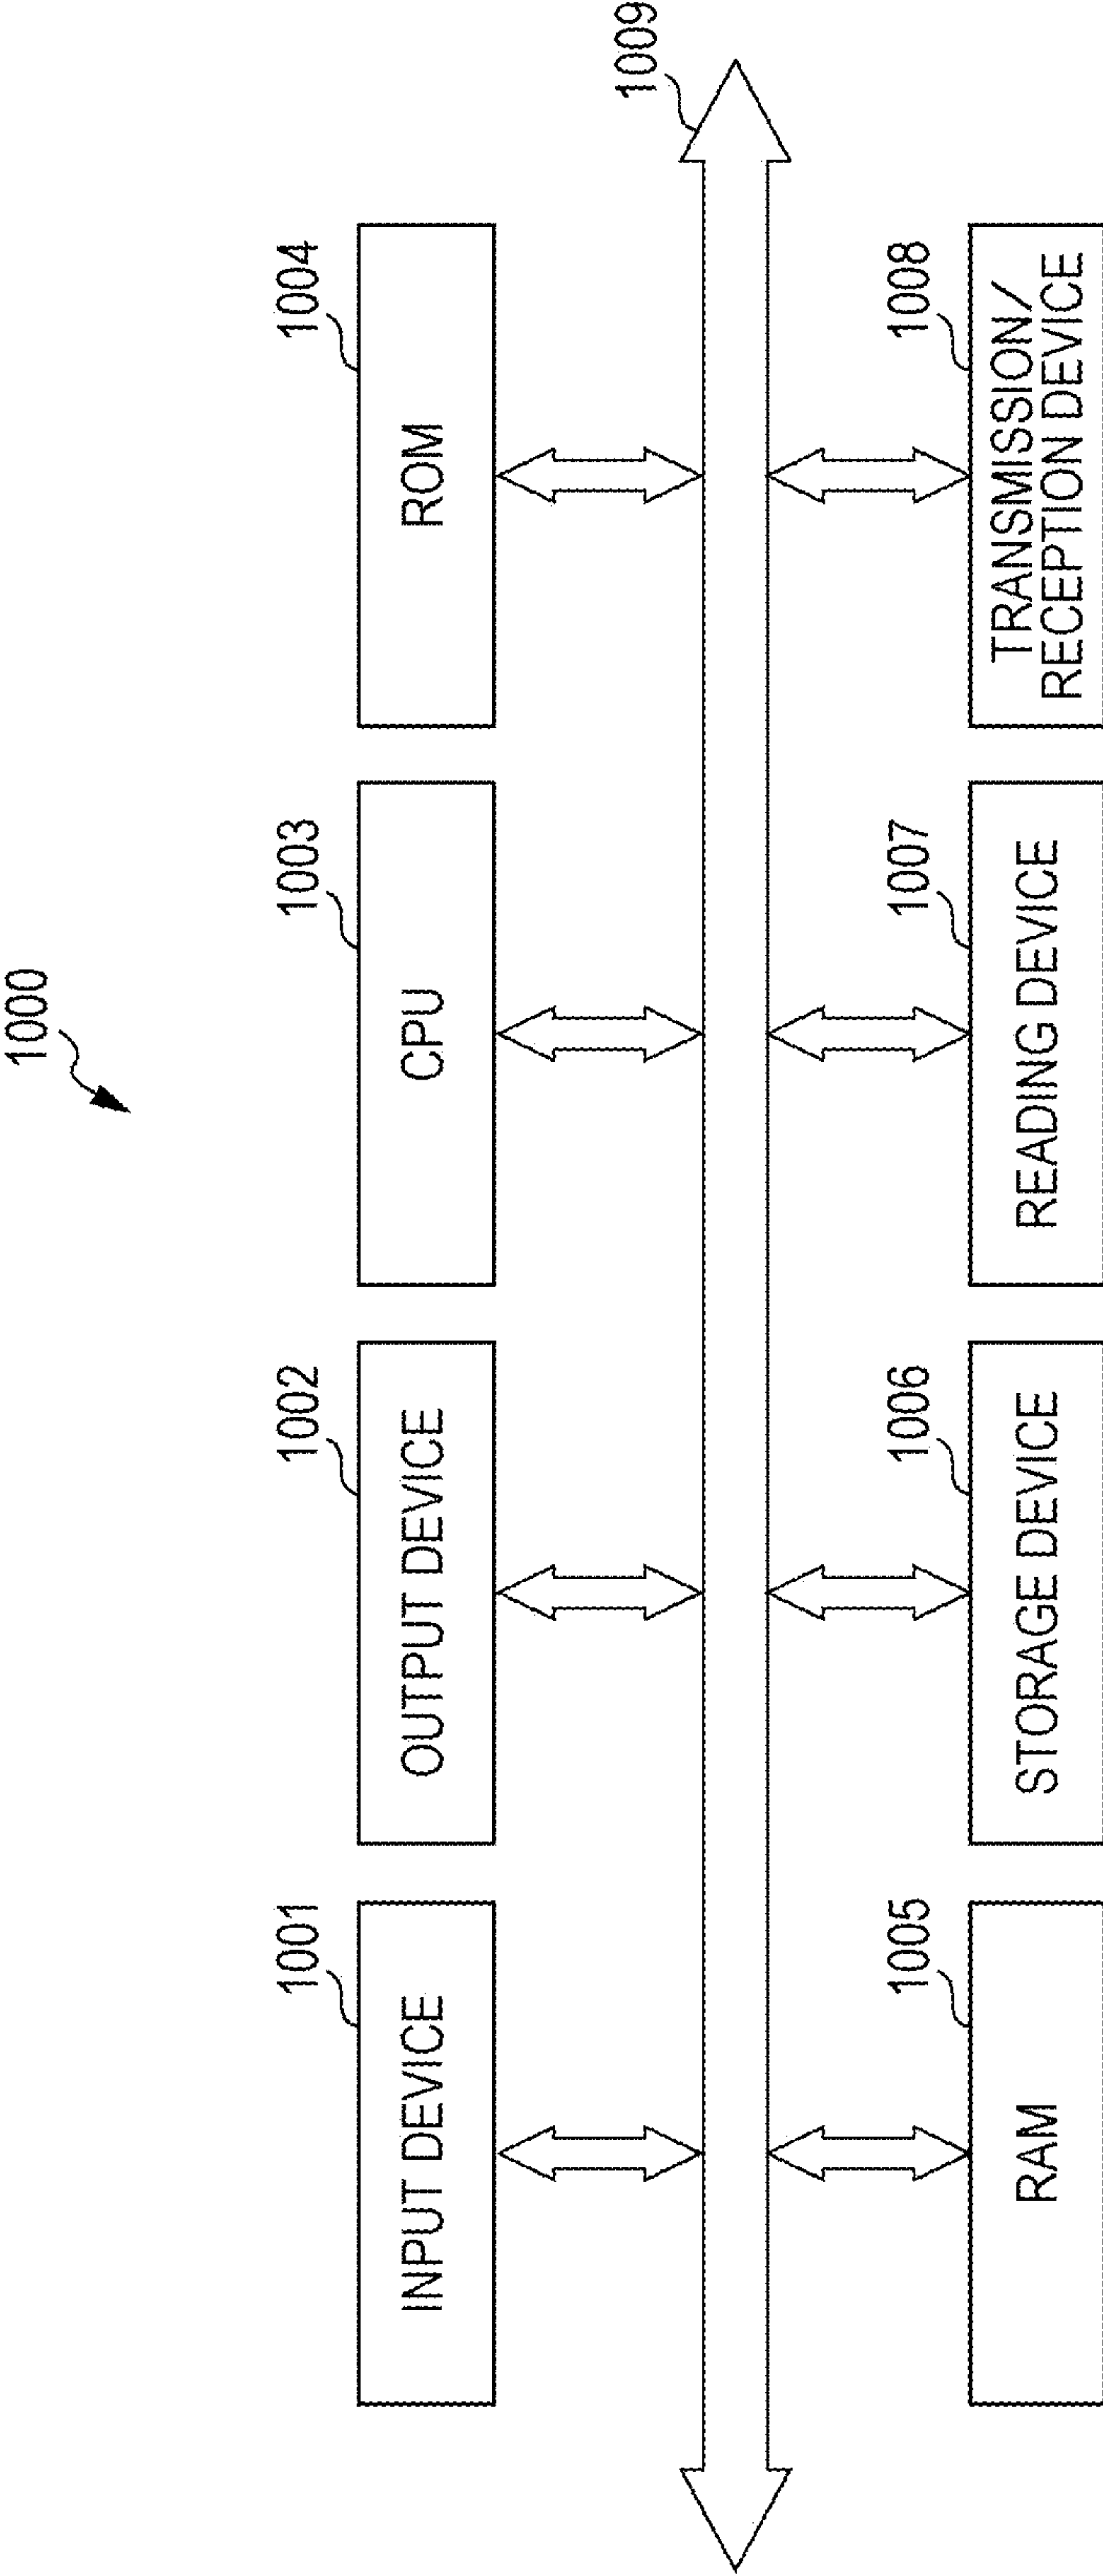 1000
1001
1002
1003
1004
INPUT DEVICE
OUTPUT DEVICE
CPU
ROM
1009
1005
1006
1007
1008
RAM
STORAGE DEVICE
READING DEVICE
TRANSMISSION/
RECEPTION DEVICE